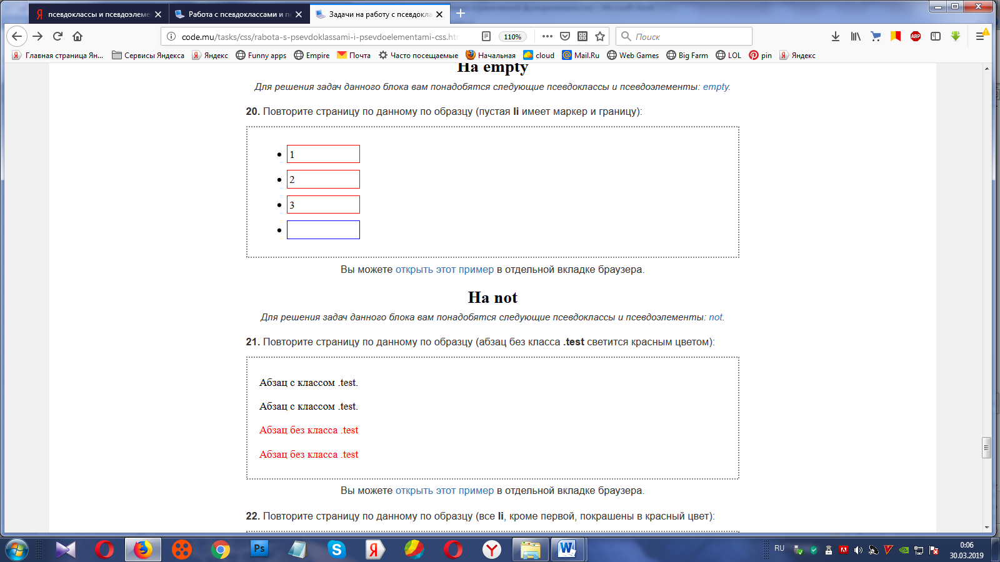 псевдоклассы и псевдоэлеме
Работа с псевдоклассами и по
Задачи на работу с псевдокла
code.mu/tasks/css/rabota-s-psevdoklassami-i-psevdoelementami-css.htm
110%
Поиск
Главная страница Ян...
Сервисы Яндекса
Яндекс
Funny apps
Empire
Почта
Часто посещаемые
Начальная
cloud
Mail.Ru
Web Games
Big Farm
LOL
pin
Яндекс
На empty
Для решения задач данного блока вам понадобятся следующие псевдоклассы и псевдоэлементы: empty.
20. Повторите страницу по данному по образцу (пустая li имеет маркер и границу):
1
2
3
Вы можете открыть этот пример в отдельной вкладке браузера.
На not
Для решения задач данного блока вам понадобятся следующие псевдоклассы и псевдоэлементы: not.
21. Повторите страницу по данному по образцу (абзац без класса .test светится красным цветом):
Абзац с классом .test.
Абзац с классом .test.
Абзац без класса .test
Абзац без класса .test
Вы можете открыть этот пример в отдельной вкладке браузера.
22. Повторите страницу по данному по образцу (все li, кроме первой, покрашены в красный цвет):
RU
0:06
30.03.2019